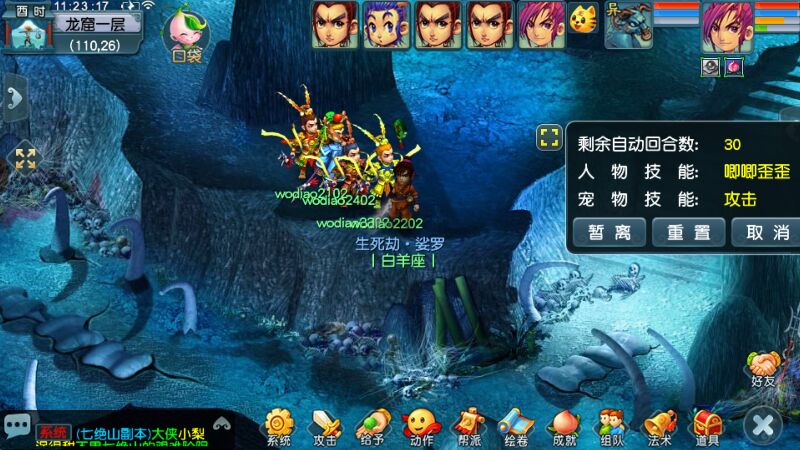 酉时
11:23:17
龙窟一层
(110,26)
口袋
异
剩余自动回合数: 30
人物技能: 唧唧歪歪
宠物技能: 攻击
暂离 重置 取消
wodiao2102
wodiao2402
wodiao2202
生死劫·娑罗
白羊座
好友
系统 (七绝山副本)大侠小梨
系统 攻击 给予 动作 帮派 绘卷 成就 组队 法术 道具